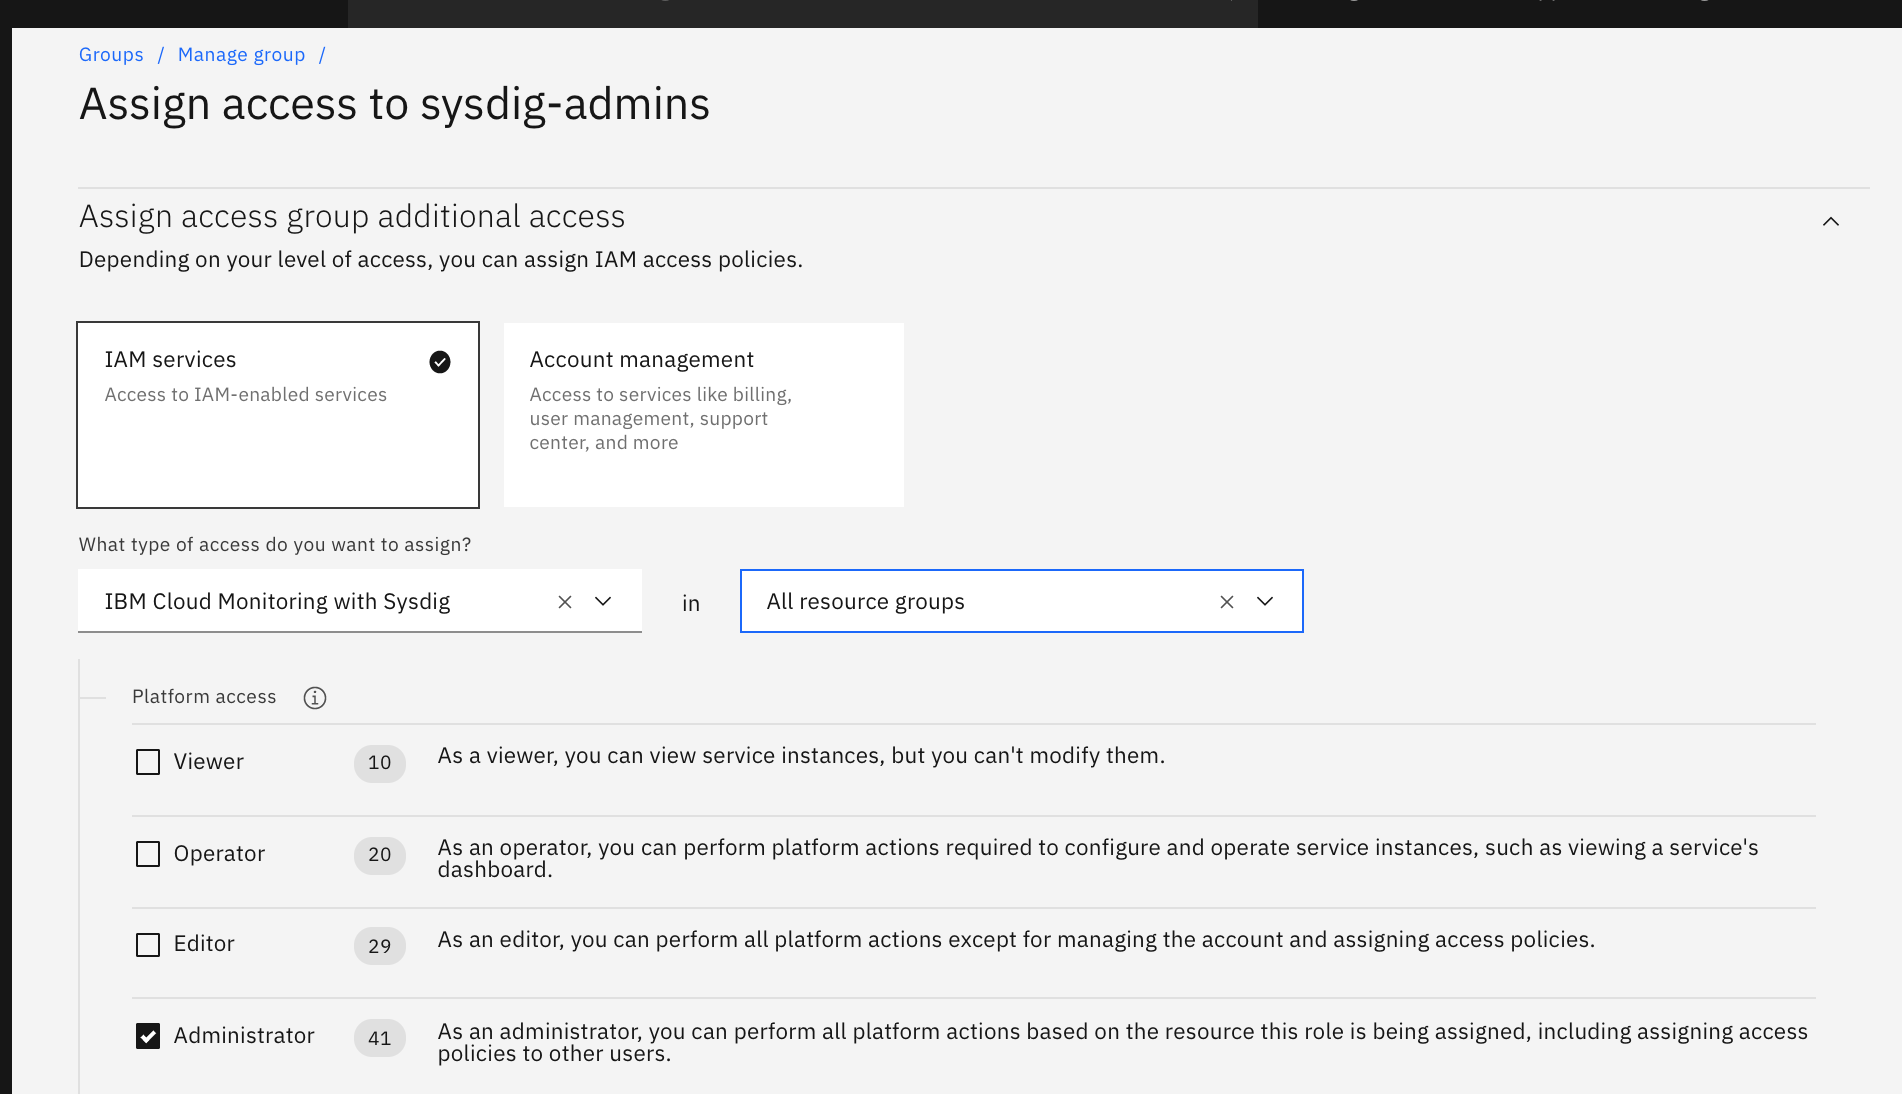 Groups / Manage group /
Assign access to sysdig-admins
Assign access group additional access
Depending on your level of access, you can assign IAM access policies.
IAM services
Access to IAM-enabled services
Account management
Access to services like billing,
user management, support
center, and more
What type of access do you want to assign?
IBM Cloud Monitoring with Sysdig
in
All resource groups
Platform access
Viewer 10 As a viewer, you can view service instances, but you can't modify them.
Operator 20 As an operator, you can perform platform actions required to configure and operate service instances, such as viewing a service's
dashboard.
Editor 29 As an editor, you can perform all platform actions except for managing the account and assigning access policies.
Administrator 41 As an administrator, you can perform all platform actions based on the resource this role is being assigned, including assigning access
policies to other users.